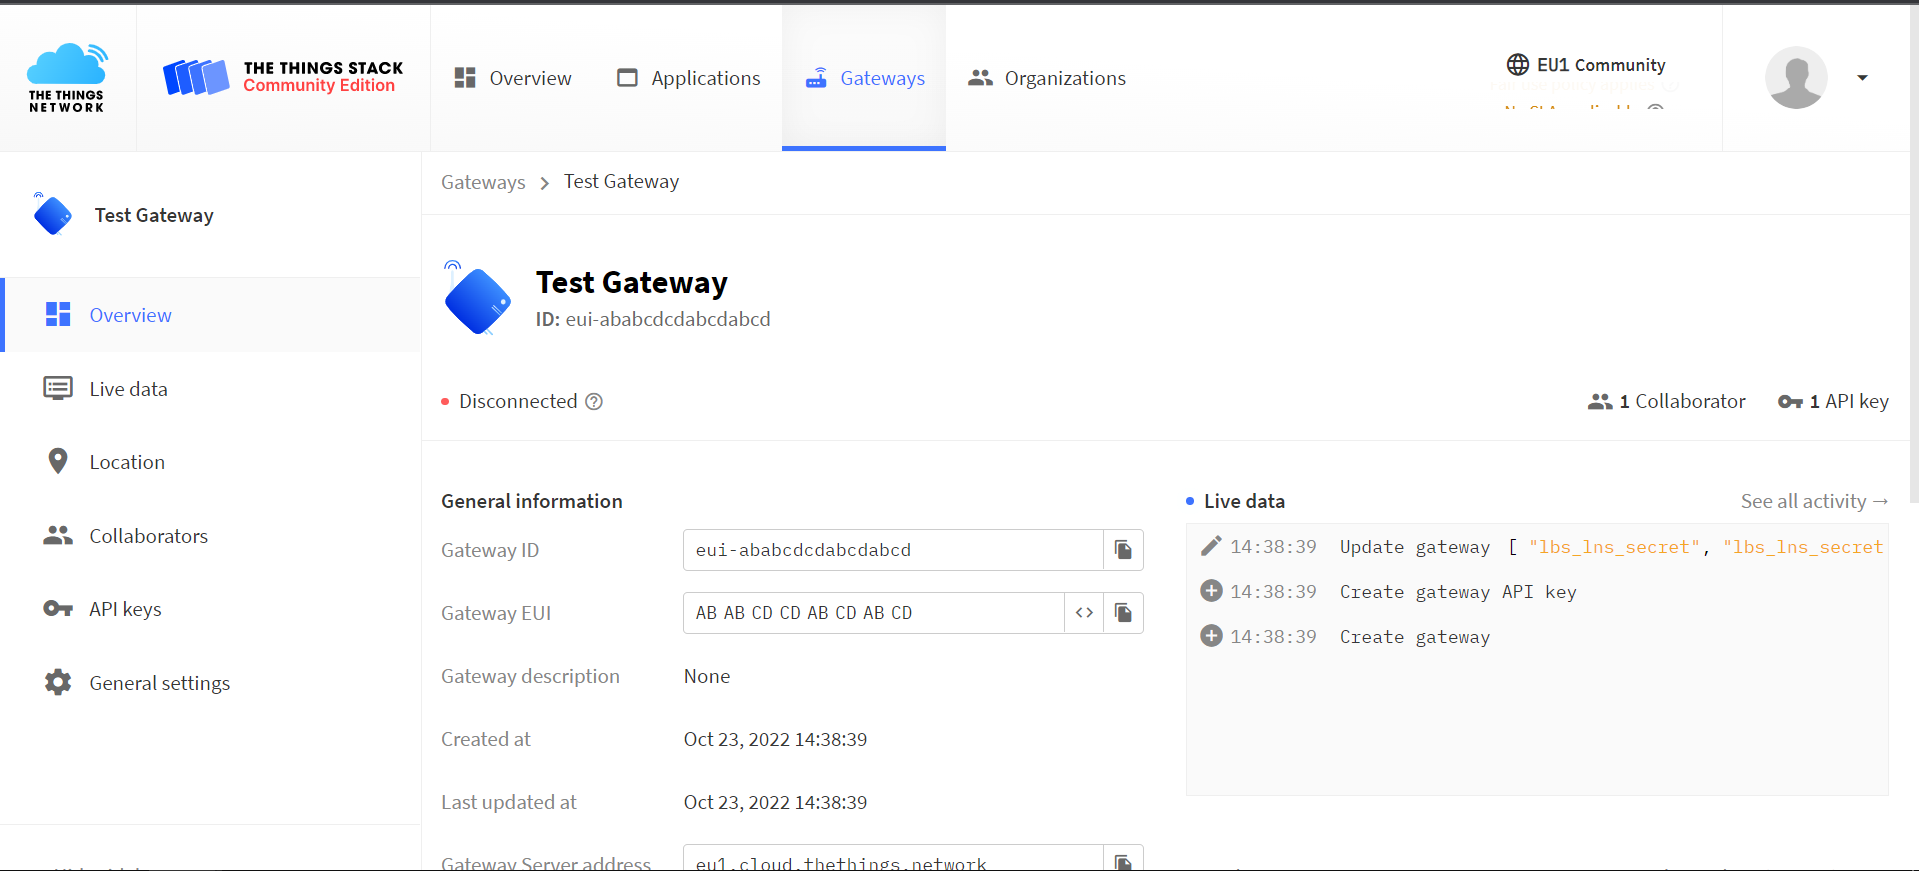 THE THINGS
NETWORK
THE THINGS STACK
Community Edition
Overview
Applications
Gateways
Organizations
EU1 Community
Test Gateway
Overview
Live data
Location
Collaborators
API keys
General settings
Gateways > Test Gateway
Test Gateway
ID: eui-ababcdcdabcdabcd
Disconnected
1 Collaborator
1 API key
General information
Gateway ID
eui-ababcdcdabcdabcd
Gateway EUI
AB AB CD CD AB CD AB CD
<>
Gateway description
None
Created at
Oct 23, 2022 14:38:39
Last updated at
Oct 23, 2022 14:38:39
Gateway Server address
eu1.cloud.thethings.network
Live data
See all activity →
14:38:39 Update gateway [ "lbs_lns_secret", "lbs_lns_secret
14:38:39 Create gateway API key
14:38:39 Create gateway